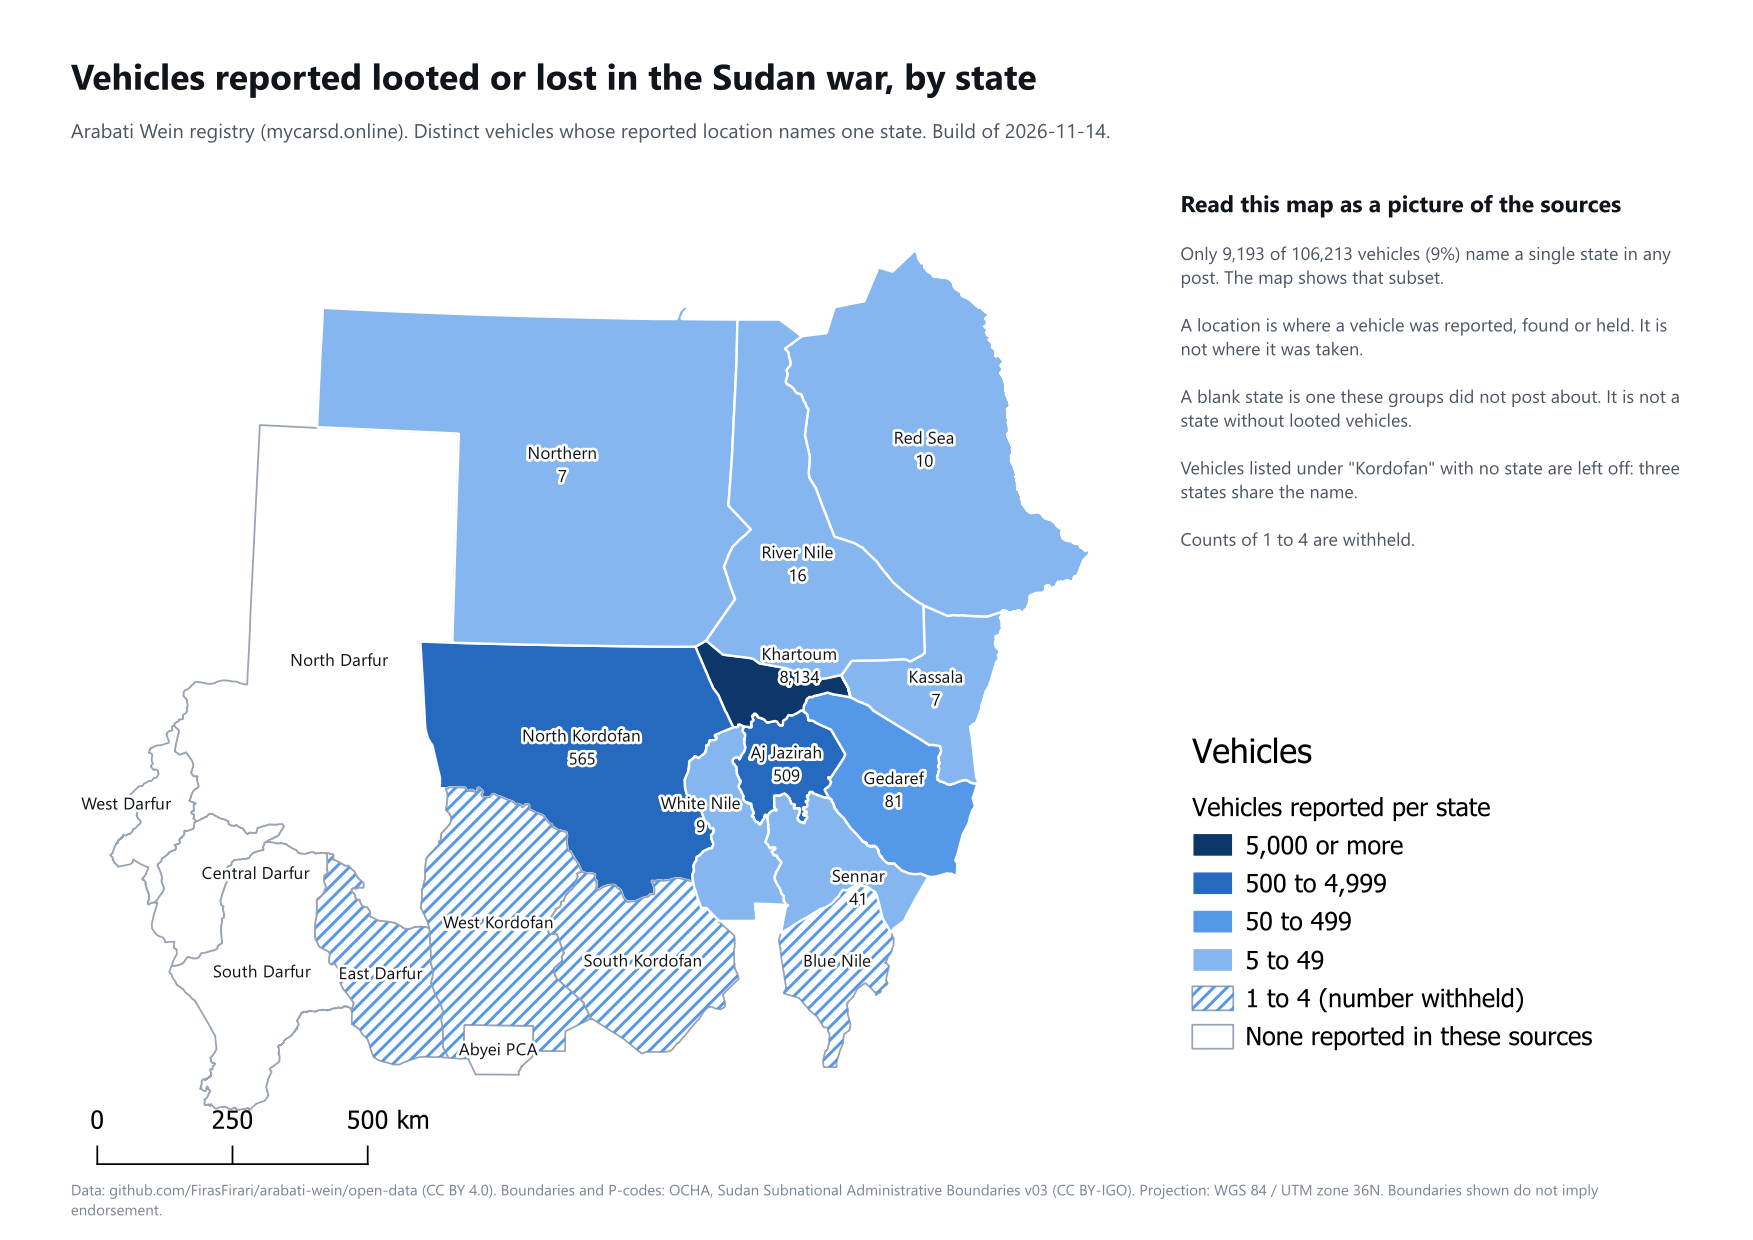 Vehicles reported looted or lost in the Sudan war, by state
Arabati Wein registry (mycarsd.online). Distinct vehicles whose reported location names one state. Build of 2026-11-14.
Read this map as a picture of the sources
Only 9,193 of 106,213 vehicles (9%) name a single state in any
post. The map shows that subset.
A location is where a vehicle was reported, found or held. It is
not where it was taken.
A blank state is one these groups did not post about. It is not a
state without looted vehicles.
Vehicles listed under "Kordofan" with no state are left off: three
states share the name.
Counts of 1 to 4 are withheld.
Red Sea
10
Northern
7
River Nile
16
Khartoum
8,134
North Darfur
Kassala
7
North Kordofan
565
Aj Jazirah
509
Gedaref
81
West Darfur
White Nile
9
Central Darfur
Sennar
41
West Kordofan
South Kordofan
Blue Nile
South Darfur
East Darfur
Abyei PCA
Vehicles
Vehicles reported per state
5,000 or more
500 to 4,999
50 to 499
5 to 49
1 to 4 (number withheld)
None reported in these sources
0 250 500 km
Data: github.com/FirasFirari/arabati-wein/open-data (CC BY 4.0). Boundaries and P-codes: OCHA, Sudan Subnational Administrative Boundaries v03 (CC BY-IGO). Projection: WGS 84 / UTM zone 36N. Boundaries shown do not imply
endorsement.